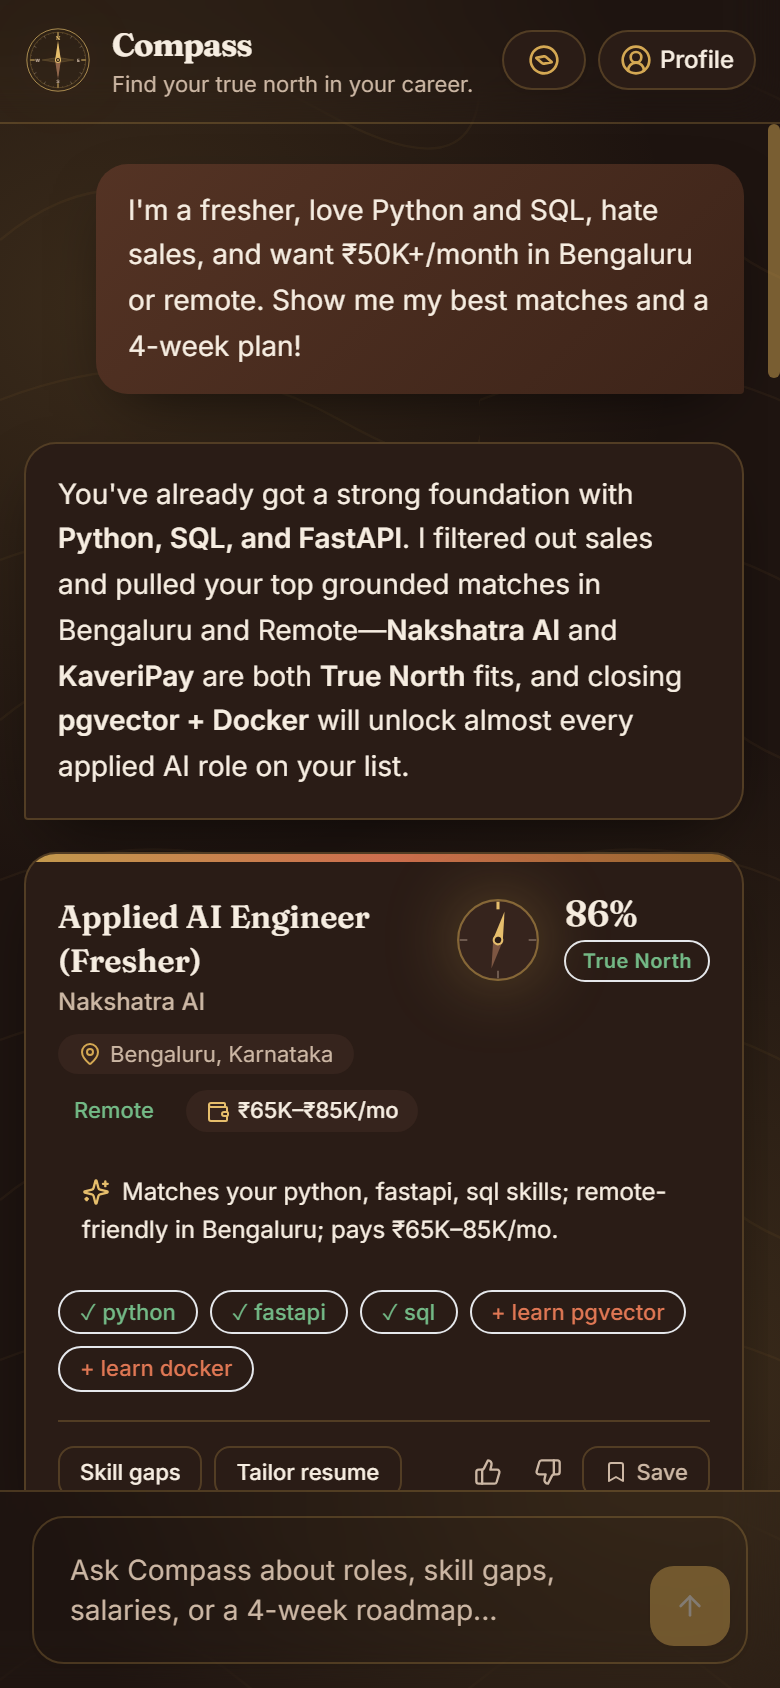 Compass
Find your true north in your career.
Profile
I'm a fresher, love Python and SQL, hate
sales, and want ₹50K+/month in Bengaluru
or remote. Show me my best matches and a
4-week plan!
You've already got a strong foundation with
Python, SQL, and FastAPI. I filtered out sales
and pulled your top grounded matches in
Bengaluru and Remote—Nakshatra AI and
KaveriPay are both True North fits, and closing
pgvector + Docker will unlock almost every
applied AI role on your list.
Applied AI Engineer
(Fresher)
86%
True North
Nakshatra AI
Bengaluru, Karnataka
Remote ₹65K–₹85K/mo
Matches your python, fastapi, sql skills; remote-
friendly in Bengaluru; pays ₹65K–85K/mo.
✓ python ✓ fastapi ✓ sql + learn pgvector
+ learn docker
Skill gaps Tailor resume Save
Ask Compass about roles, skill gaps,
salaries, or a 4-week roadmap...